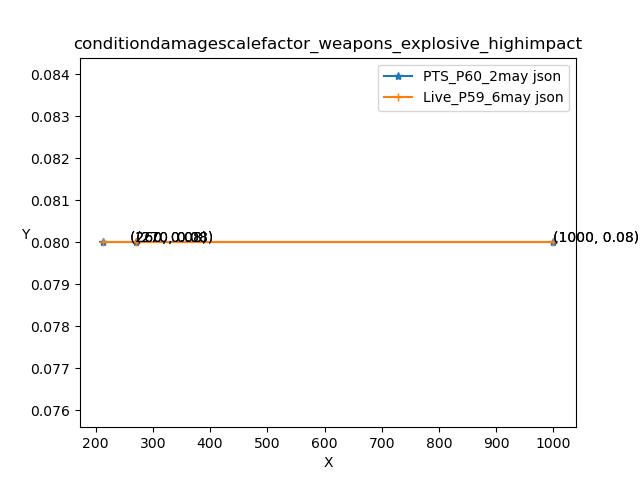 conditiondamagescalefactor_weapons_explosive_highimpact
PTS_P60_2may json
Live_P59_6may json
0.084
0.083
0.082
0.081
0.080
0.079
0.078
0.077
0.076
Y
(1000, 0.08)
200 300 400 500 600 700 800 900 1000
X